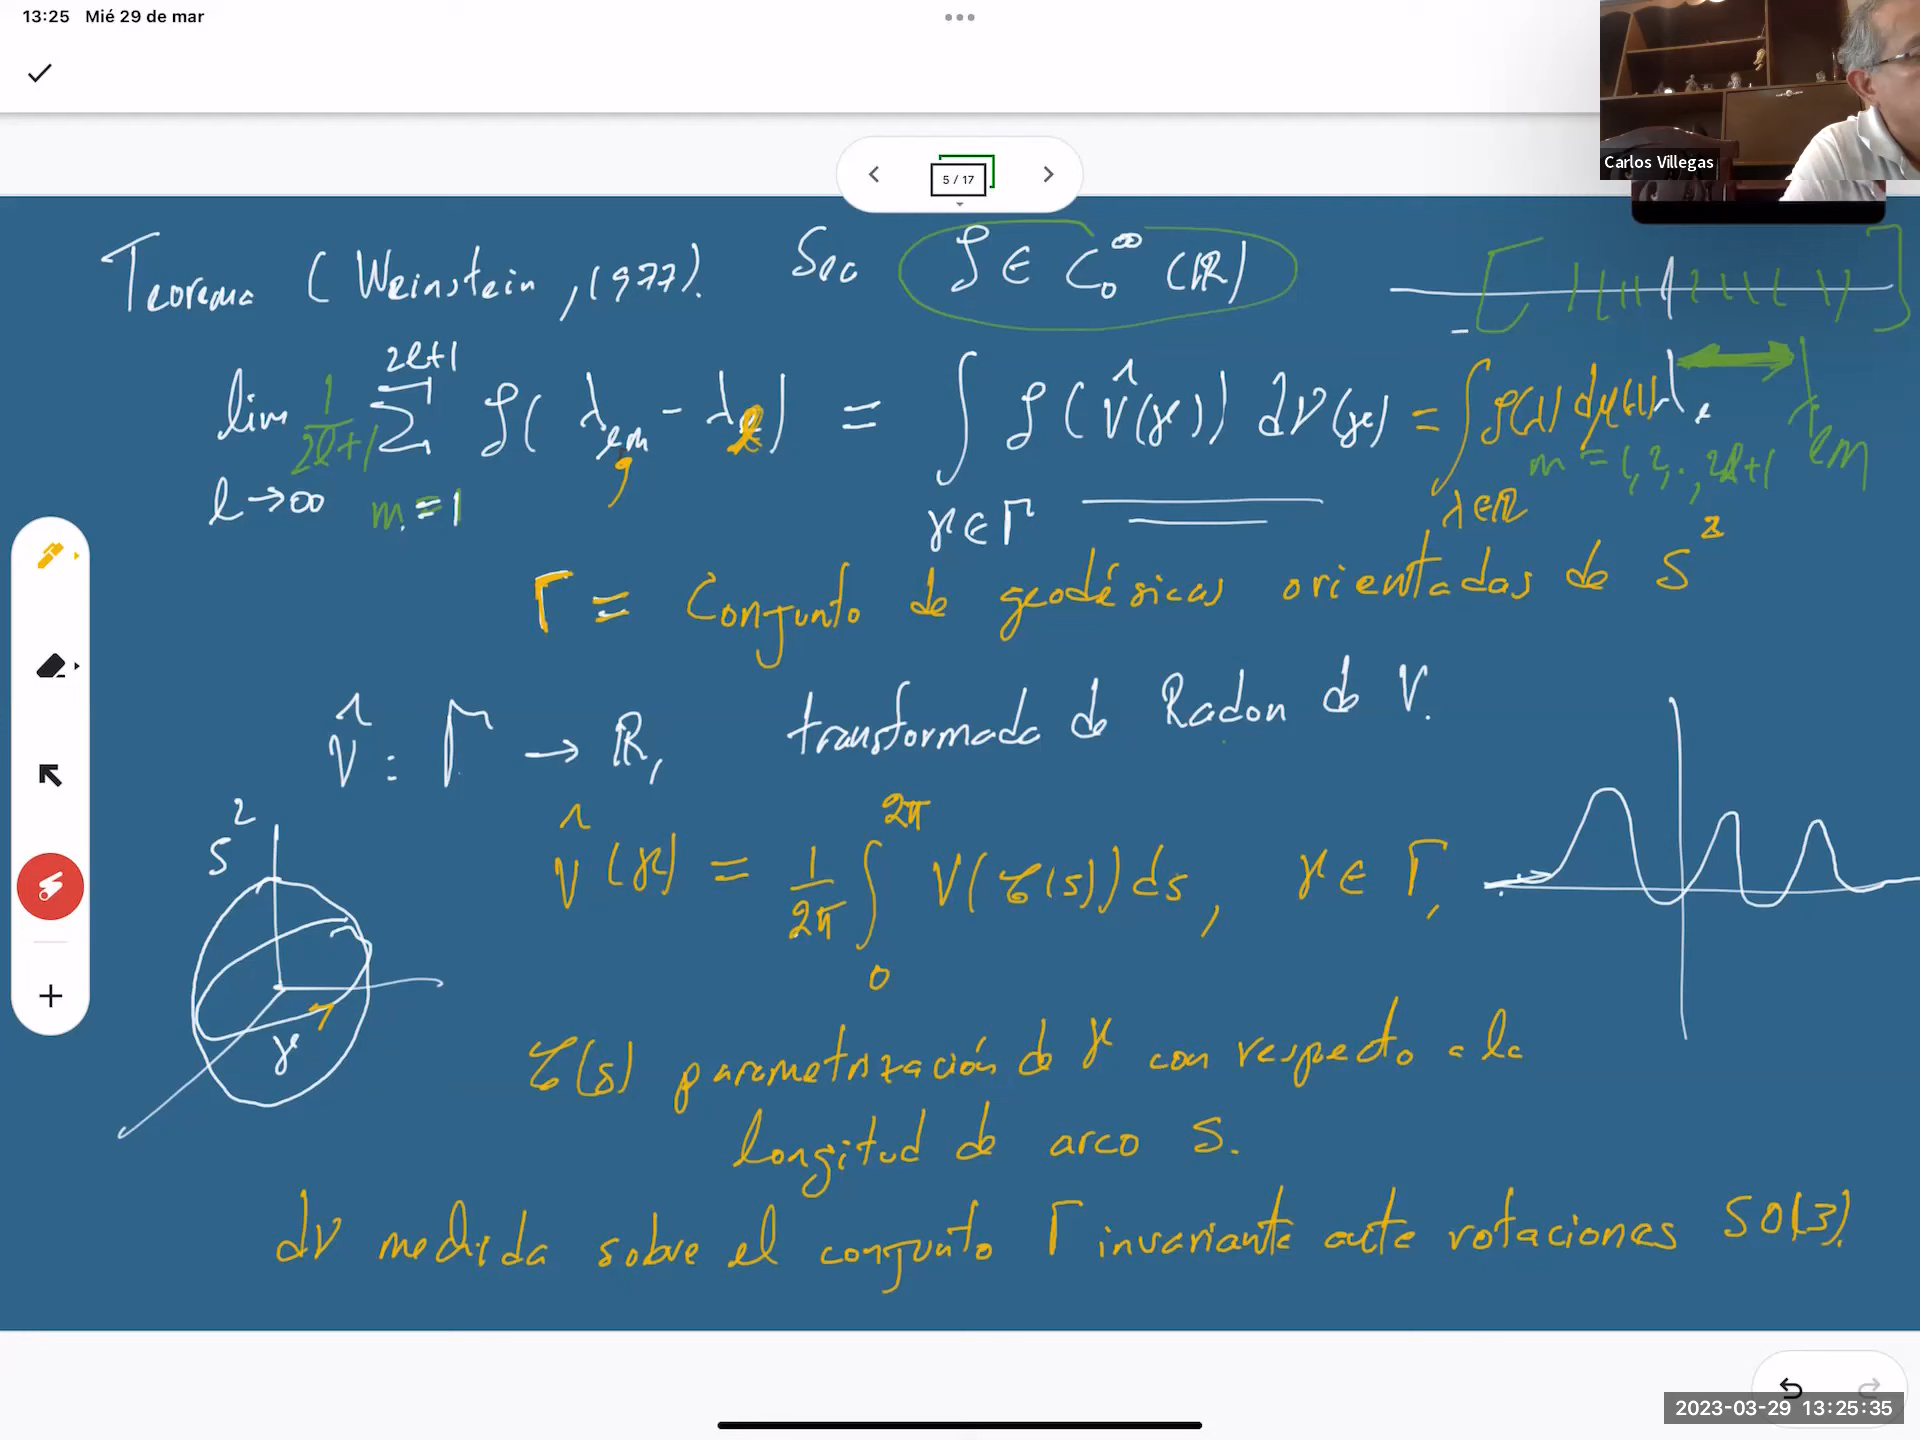 13:25 Mié 29 de mar
Carlos Villegas
5 / 17
Teorema (Weinstein, 1977). Sea ρ ∈ C₀^∞ (ℝ)
lim_{l→∞} 1/(2l+1) Σ_{m=1}^{2l+1} ρ( λ_{l,m} - λ_l ) = ∫_{γ∈Γ} ρ( V̂(γ) ) dν(γ) = ∫_{λ∈ℝ} ρ(λ) dμ(λ)
λ_l λ_{lm}
m = 1, 2, .., 2l+1
Γ = Conjunto de geodésicas orientadas de S²
V̂ : Γ → ℝ, transformada de Radon de V.
S²
V̂(γ) = 1/2π ∫_0^{2π} V(τ(s)) ds, γ ∈ Γ,
γ
τ(s) parametrización de γ con respecto a la
longitud de arco s.
dν medida sobre el conjunto Γ invariante ante rotaciones SO(3).
2023-03-29 13:25:35